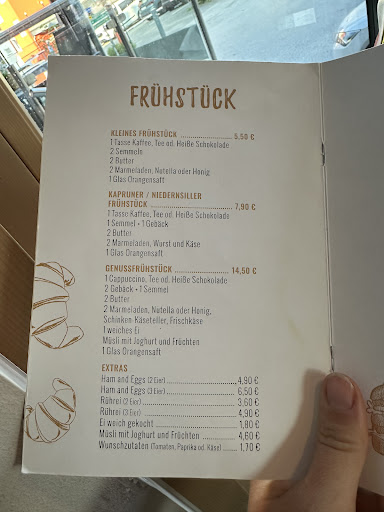 FRÜHSTÜCK
KLEINES FRÜHSTÜCK ........................ 5,50 €
1 Tasse Kaffee, Tee od. Heiße Schokolade
2 Semmeln
2 Butter
2 Marmeladen, Nutella oder Honig
1 Glas Orangensaft
KAPRUNER / NIEDERNSILLER
FRÜHSTÜCK ........................ 7,90 €
1 Tasse Kaffee, Tee od. Heiße Schokolade
1 Semmel + 1 Gebäck
2 Butter
2 Marmeladen, Wurst und Käse
1 Glas Orangensaft
GENUSSFRÜHSTÜCK ........................ 14,50 €
1 Cappuccino, Tee od. Heiße Schokolade
2 Gebäck + 1 Semmel
2 Butter
2 Marmeladen, Nutella oder Honig,
Schinken-Käseteller, Frischkäse
1 weiches Ei
Müsli mit Joghurt und Früchten
1 Glas Orangensaft
EXTRAS
Ham and Eggs (2 Eier) ........................ 4,90 €
Ham and Eggs (3 Eier) ........................ 6,50 €
Rührei (2 Eier) ........................ 3,60 €
Rührei (3 Eier) ........................ 4,90 €
Ei weich gekocht ........................ 1,80 €
Müsli mit Joghurt und Früchten ........ 4,60 €
Wunschzutaten (Tomaten, Paprika od. Käse) .... 1,70 €